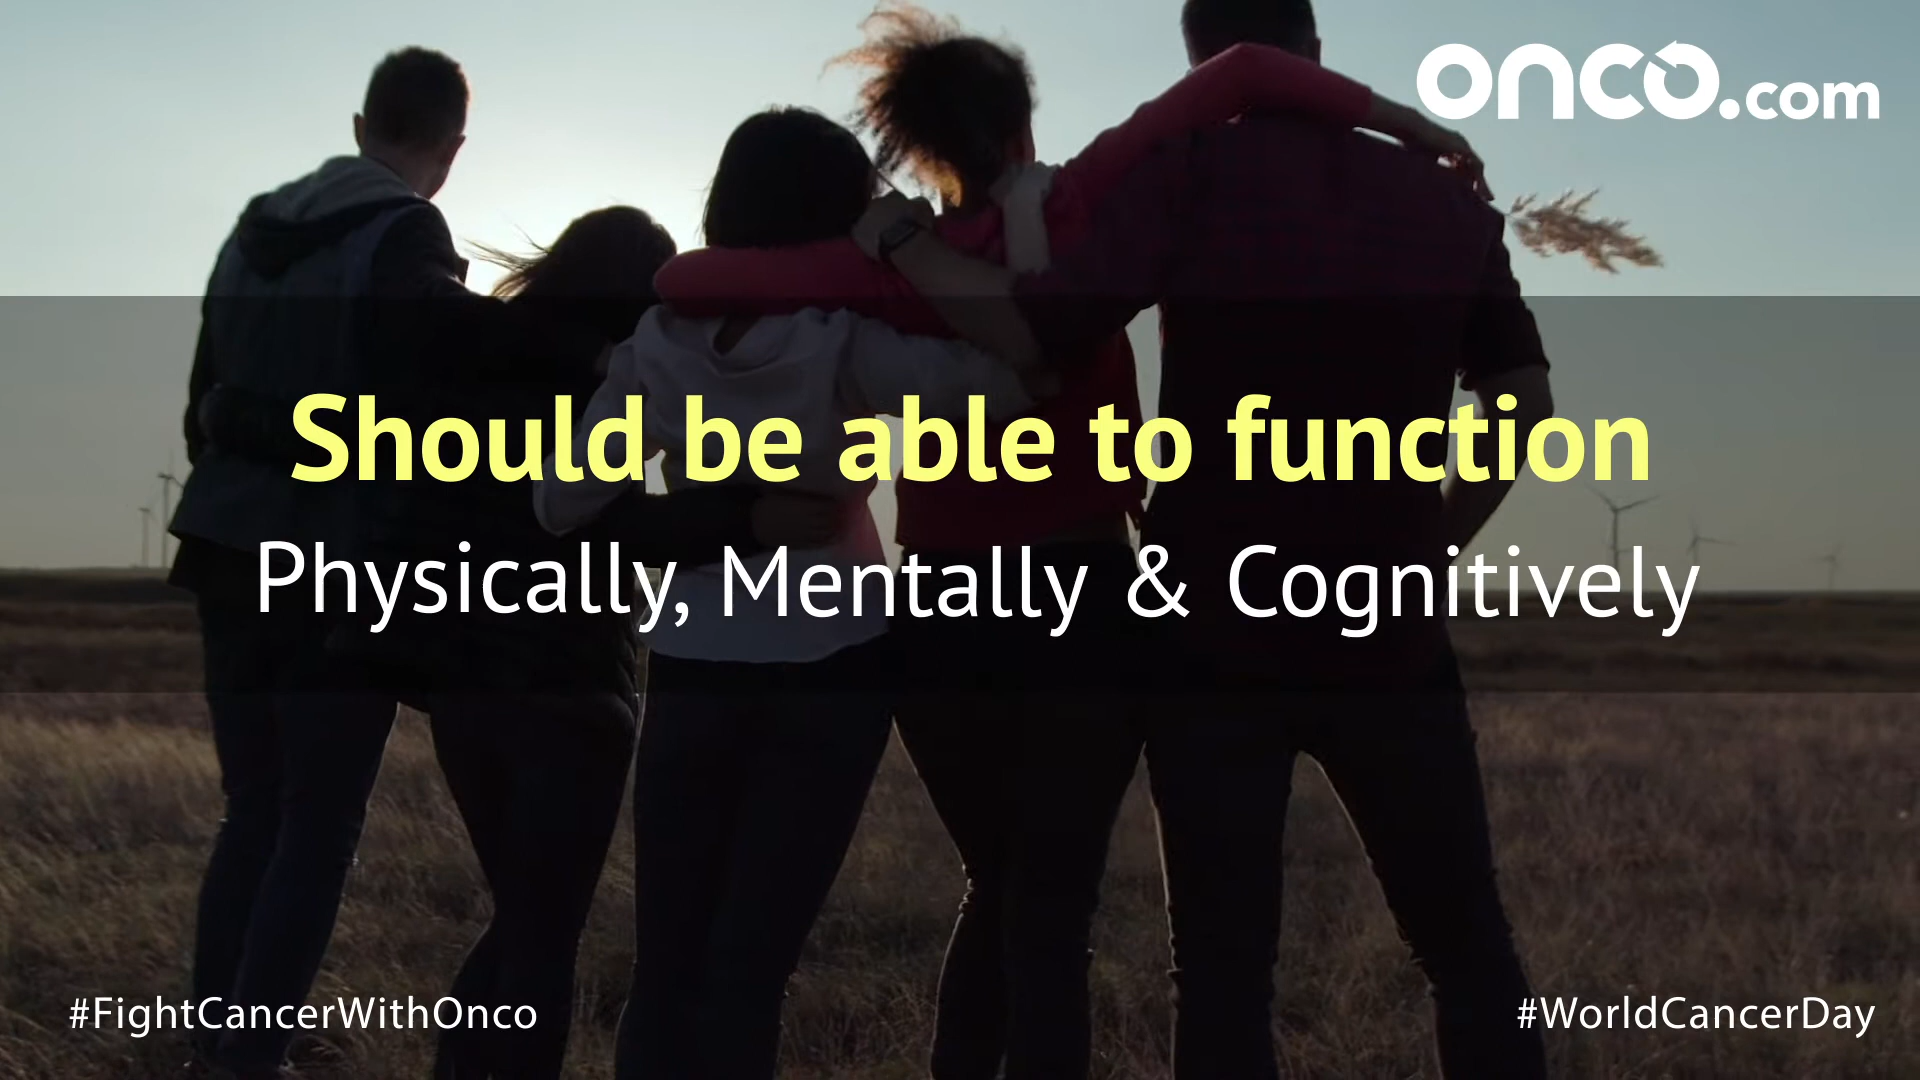 onco.com
Should be able to function
Physically, Mentally & Cognitively
#FightCancerWithOnco
#WorldCancerDay